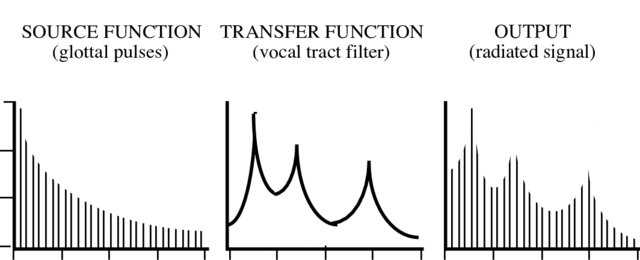 SOURCE FUNCTION
(glottal pulses)
TRANSFER FUNCTION
(vocal tract filter)
OUTPUT
(radiated signal)